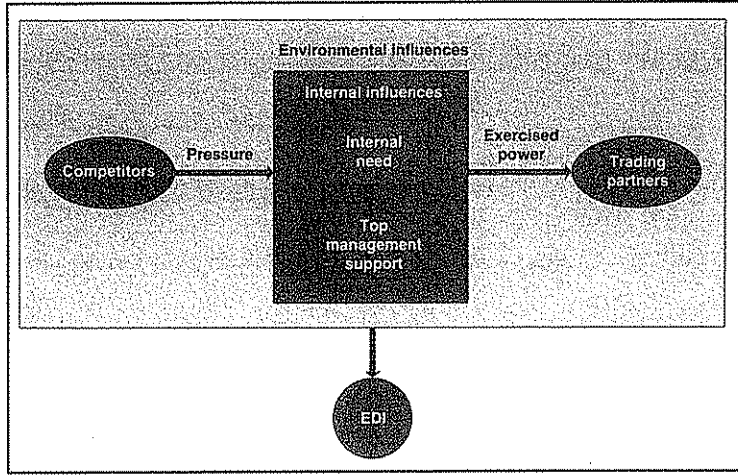 Environmental influences
Internal influences
Competitors
Pressure
Internal
need
Exercised
power
Trading
partners
Top
management
support
EDI